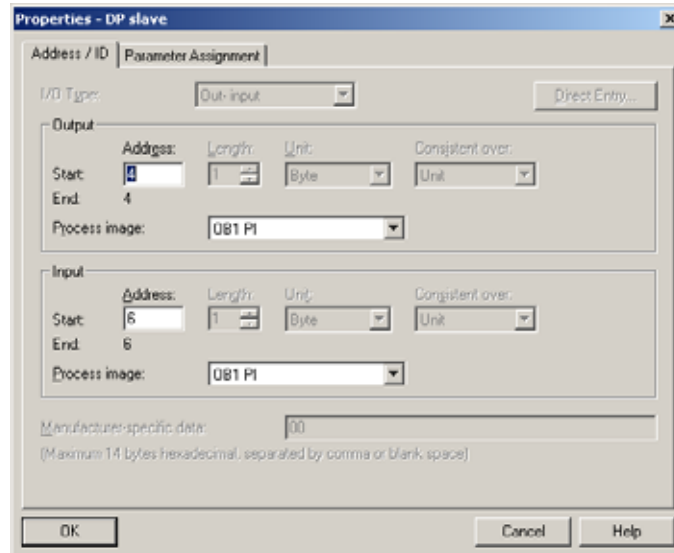 Properties - DP slave
Address / ID Parameter Assignment
I/O Type: Out- input Direct Entry...
Output
Address: Length: Unit: Consistent over:
Start: 4 1 Byte Unit
End: 4
Process image: OB1 PI
Input
Address: Length: Unit: Consistent over:
Start: 6 1 Byte Unit
End: 6
Process image: OB1 PI
Manufacturer-specific data: 00
(Maximum 14 bytes hexadecimal, separated by comma or blank space)
OK Cancel Help